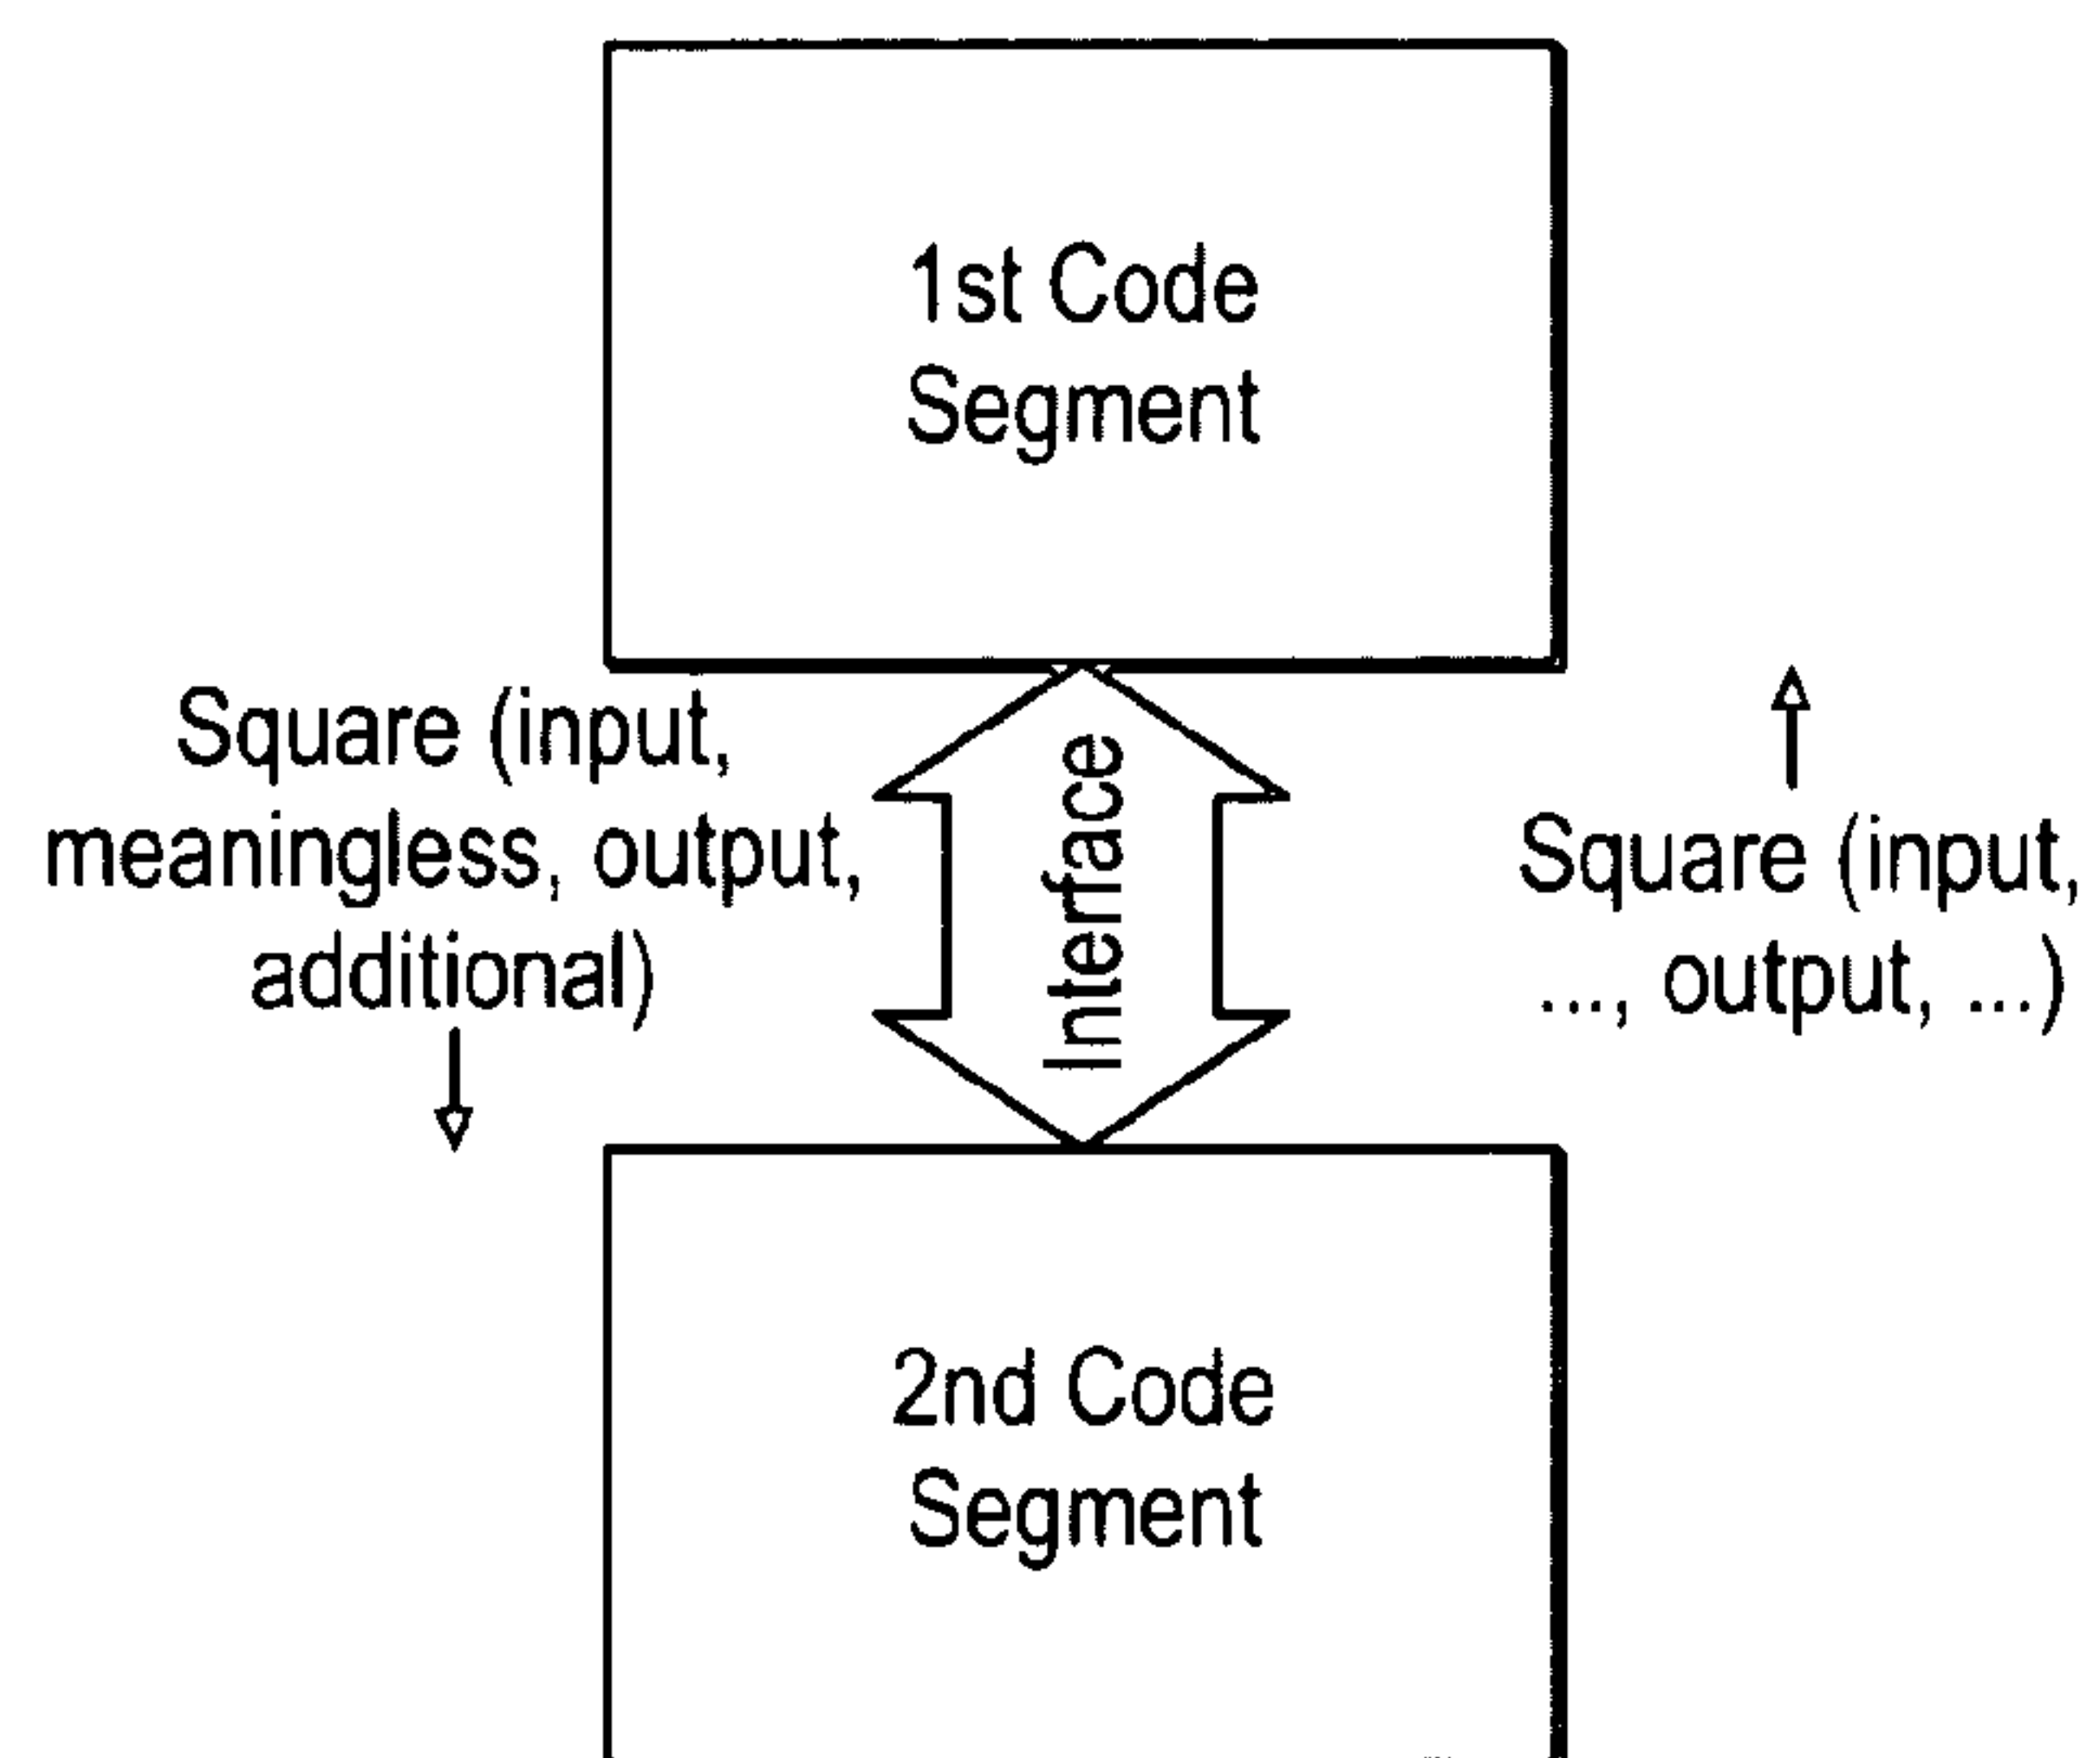 1st Code
Segment
Square (input,
meaningless, output,
additional)
Interface
Square (input,
..., output, ...)
2nd Code
Segment